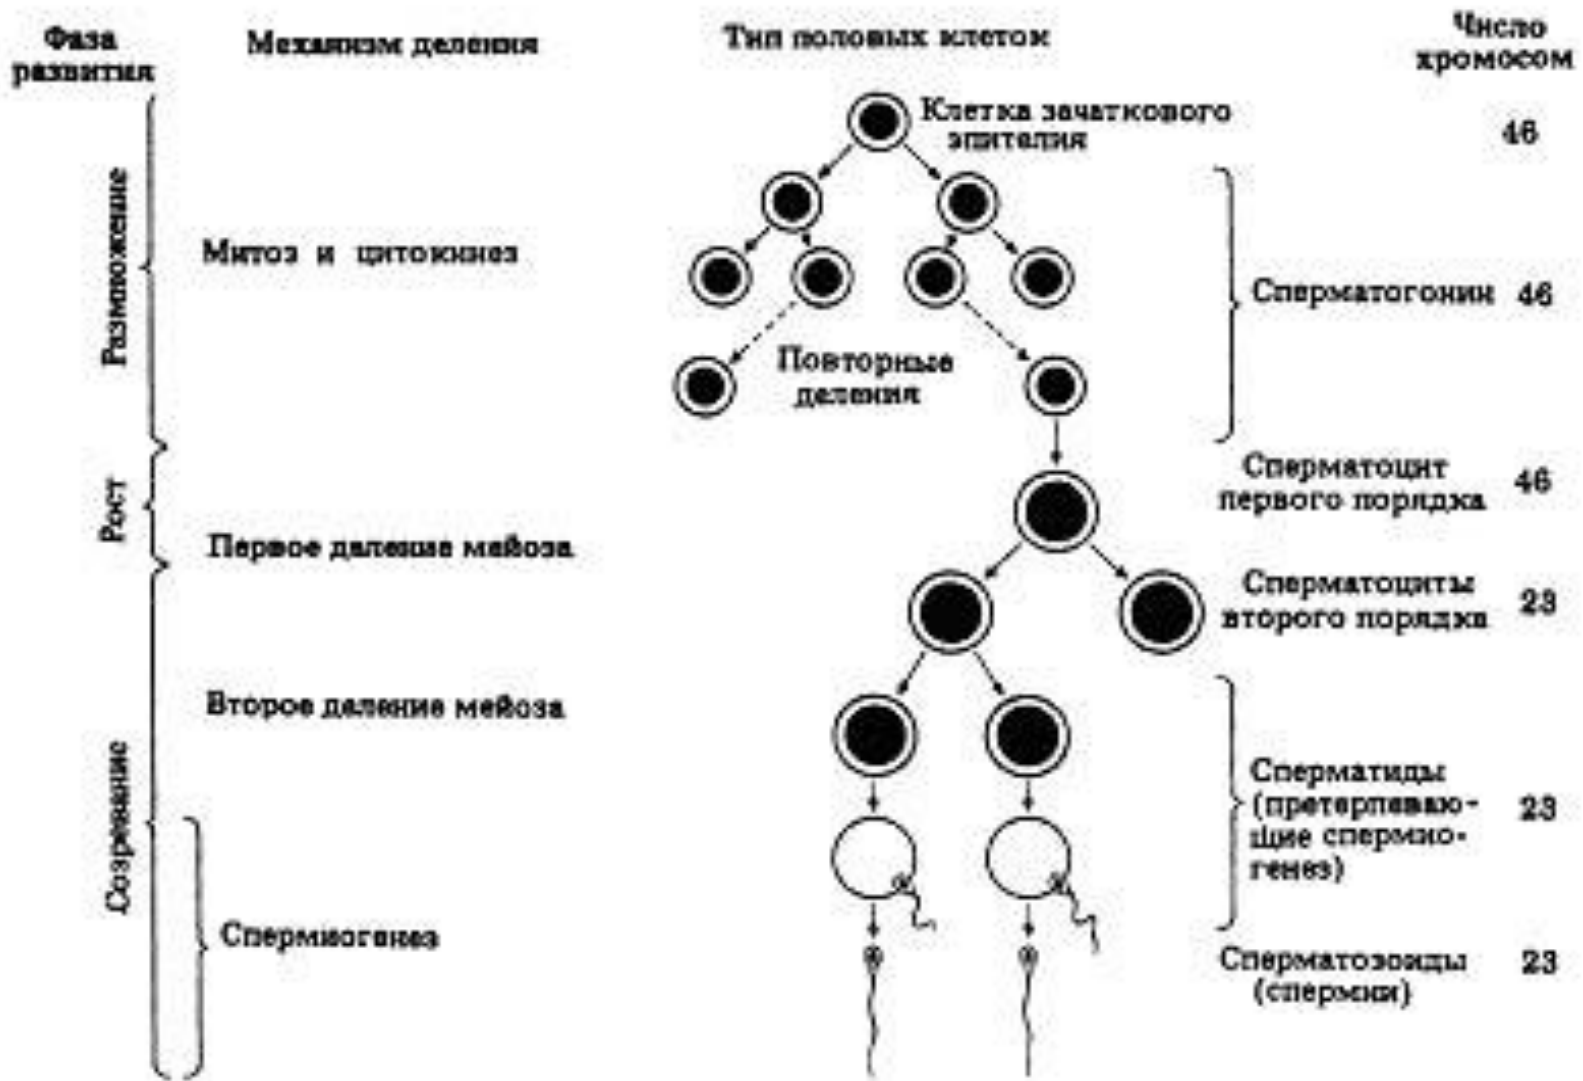 Фаза
развития
Механизм деления
Тип половых клеток
Число
хромосом
Клетка зачаткового
эпителия
46
Размножение
Митоз и цитокинез
Сперматогонии 46
Повторные
деления
Рост
Сперматоцит
первого порядка
46
Первое деление мейоза
Сперматоциты
второго порядка
23
Второе деление мейоза
Созревание
Сперматиды
(претерпеваю-
щие спермио-
генез)
23
Спермиогенез
Сперматозоиды
(спермии)
23